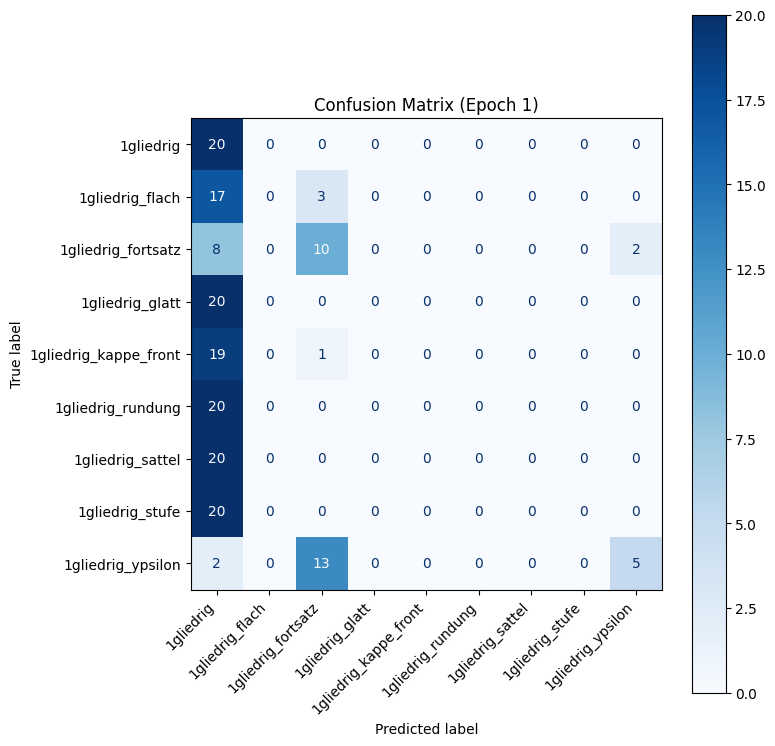 Confusion Matrix (Epoch 1)
True label
1gliedrig 20 0 0 0 0 0 0 0 0
1gliedrig_flach 17 0 3 0 0 0 0 0 0
1gliedrig_fortsatz 8 0 10 0 0 0 0 0 2
1gliedrig_glatt 20 0 0 0 0 0 0 0 0
1gliedrig_kappe_front 19 0 1 0 0 0 0 0 0
1gliedrig_rundung 20 0 0 0 0 0 0 0 0
1gliedrig_sattel 20 0 0 0 0 0 0 0 0
1gliedrig_stufe 20 0 0 0 0 0 0 0 0
1gliedrig_ypsilon 2 0 13 0 0 0 0 0 5
1gliedrig
1gliedrig_flach
1gliedrig_fortsatz
1gliedrig_glatt
1gliedrig_kappe_front
1gliedrig_rundung
1gliedrig_sattel
1gliedrig_stufe
1gliedrig_ypsilon
Predicted label
20.0
17.5
15.0
12.5
10.0
7.5
5.0
2.5
0.0